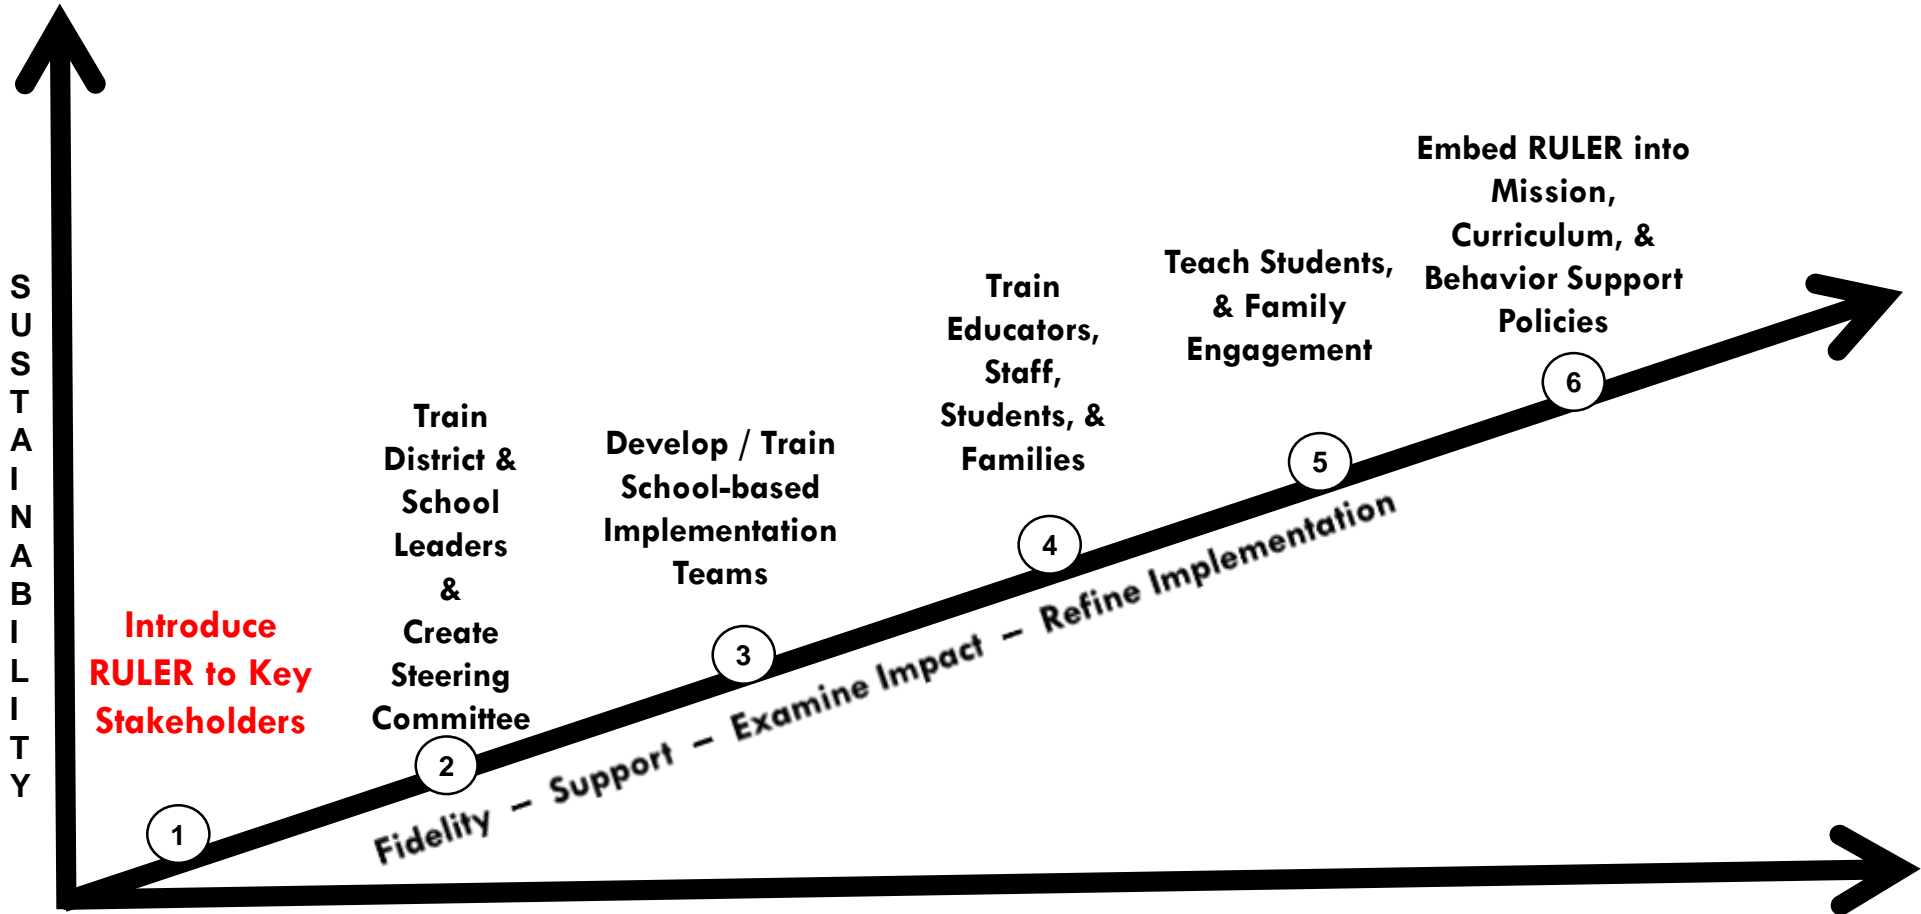 SUSTAINABILITY
Introduce
RULER to Key
Stakeholders
1
Train
District &
School
Leaders
&
Create
Steering
Committee
2
Develop / Train
School-based
Implementation
Teams
3
Train
Educators,
Staff,
Students, &
Families
4
Teach Students,
& Family
Engagement
5
Embed RULER into
Mission,
Curriculum, &
Behavior Support
Policies
6
Fidelity – Support – Examine Impact – Refine Implementation